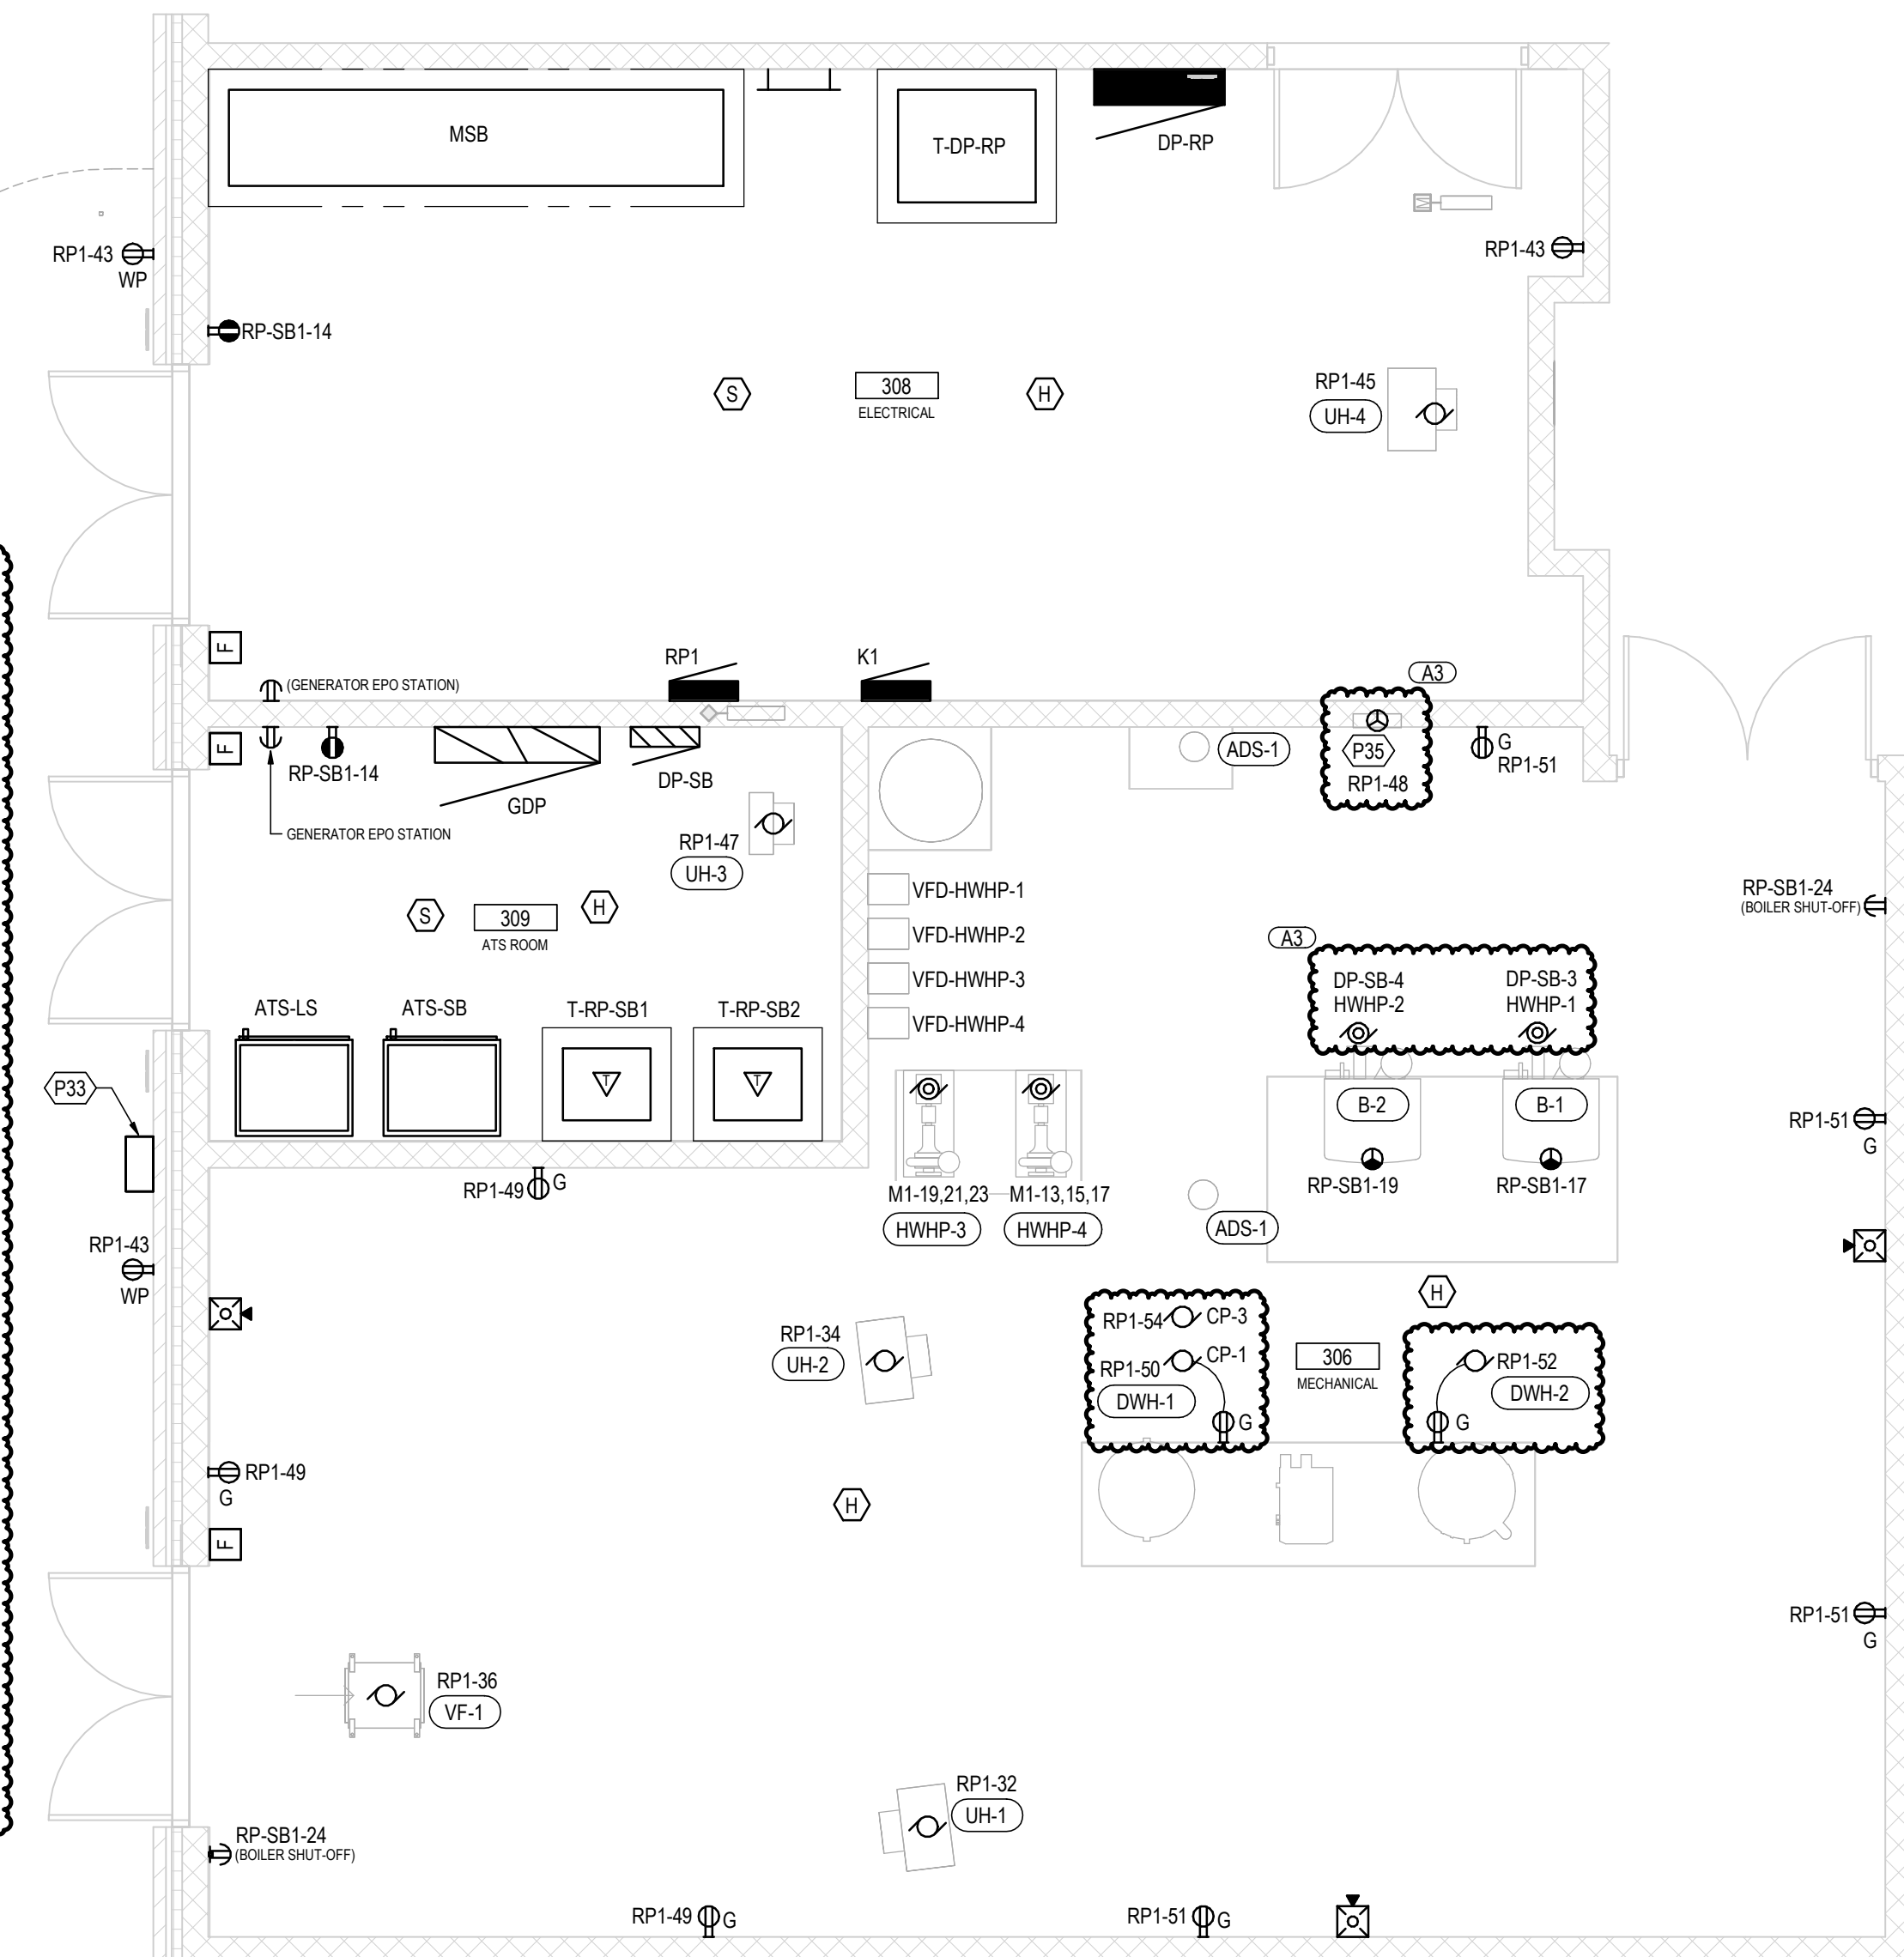 MSB
T-DP-RP
DP-RP
RP1-43
WP
RP1-43
RP-SB1-14
S
308
ELECTRICAL
H
RP1-45
UH-4
F
(GENERATOR EPO STATION)
RP1
K1
A3
F
RP-SB1-14
GENERATOR EPO STATION
GDP
DP-SB
RP1-47
UH-3
ADS-1
P35
RP1-48
G
RP1-51
S
309
ATS ROOM
H
VFD-HWHP-1
VFD-HWHP-2
VFD-HWHP-3
VFD-HWHP-4
RP-SB1-24
(BOILER SHUT-OFF)
A3
DP-SB-4
HWHP-2
DP-SB-3
HWHP-1
ATS-LS
ATS-SB
T-RP-SB1
T-RP-SB2
T
T
P33
B-2
B-1
RP1-51
G
RP-SB1-19
RP-SB1-17
RP1-49
G
M1-19,21,23
M1-13,15,17
HWHP-3
HWHP-4
ADS-1
RP1-43
WP
H
RP1-34
UH-2
RP1-54
CP-3
RP1-50
CP-1
DWH-1
G
306
MECHANICAL
RP1-52
DWH-2
G
RP1-49
G
H
F
RP1-51
G
RP1-36
VF-1
RP1-32
UH-1
RP-SB1-24
(BOILER SHUT-OFF)
RP1-49
G
RP1-51
G